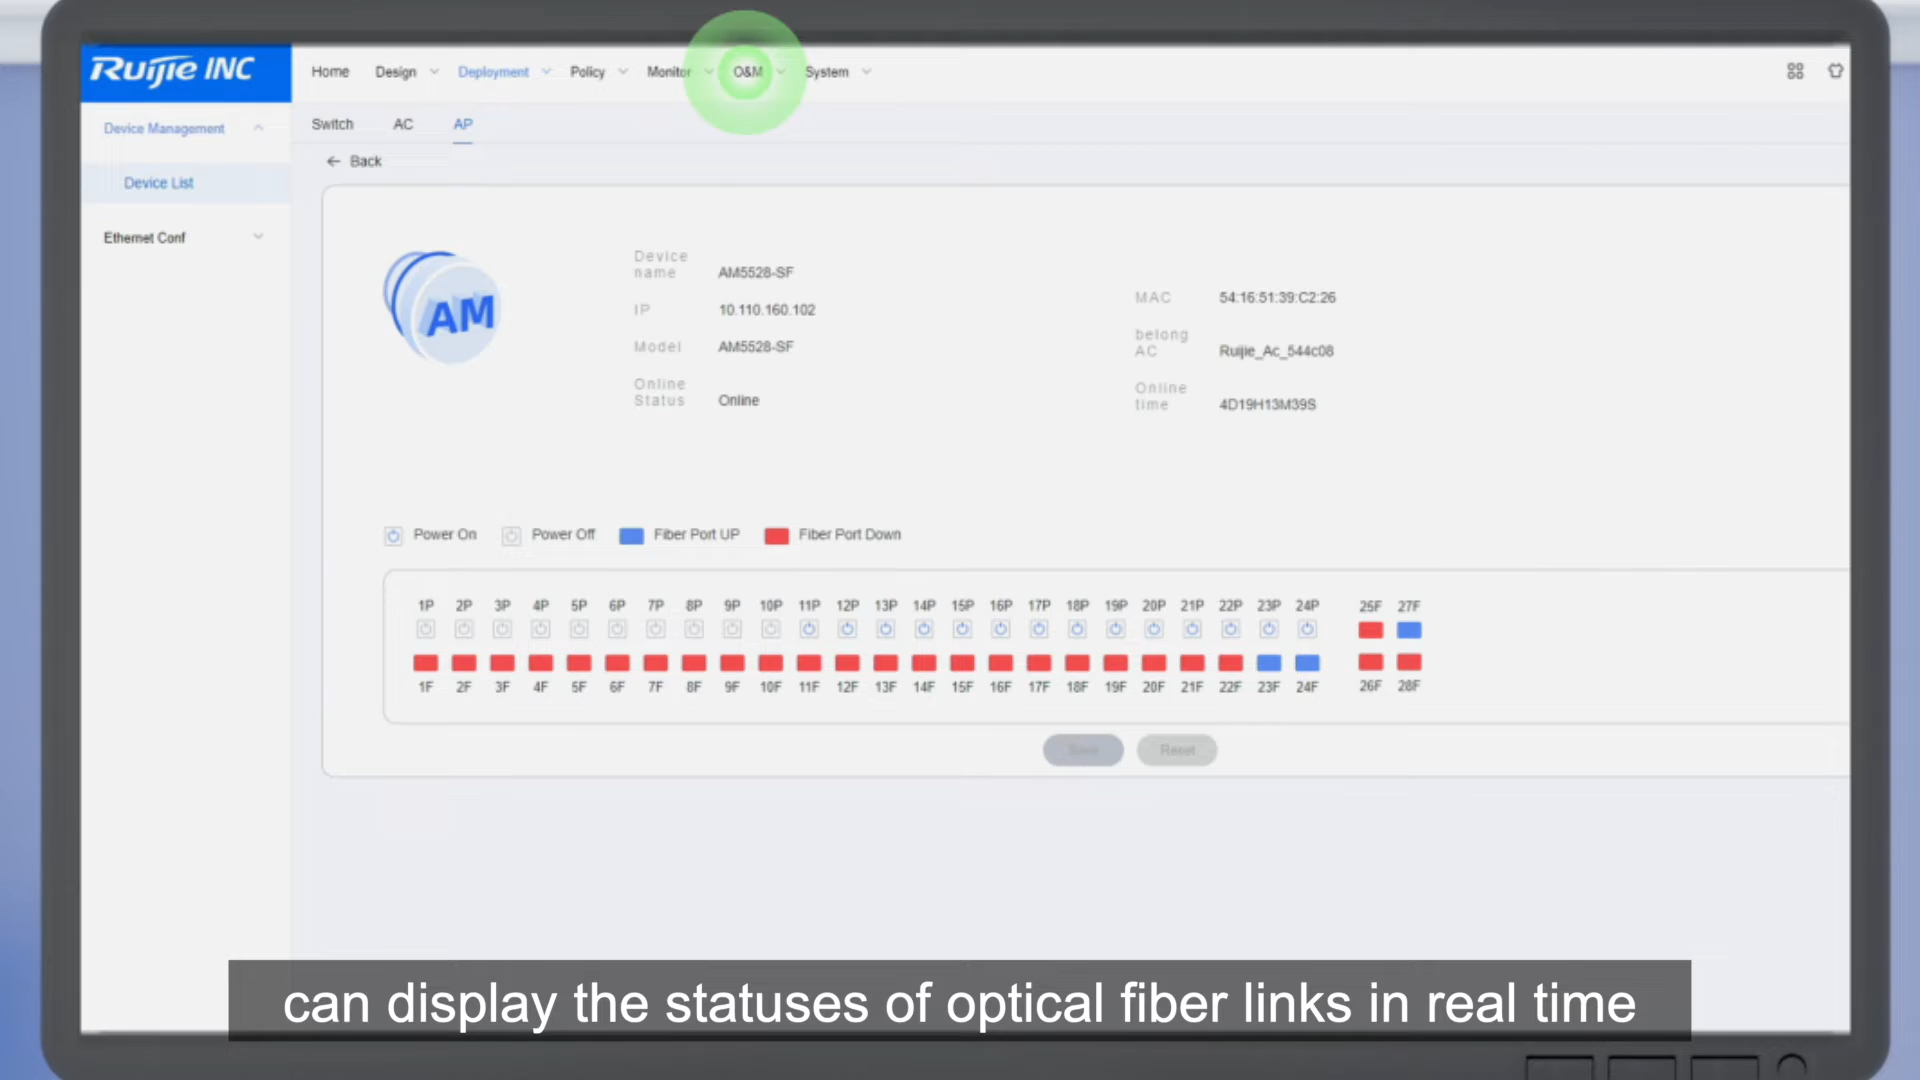 Ruijie INC
Home Design Deployment Policy Monitor O&M System
Device Management
Device List
Ethernet Conf
Switch AC AP
Back
AM
Device name AM5528-SF
IP 10.110.160.102
Model AM5528-SF
Online Status Online
MAC 54:16:51:39:C2:26
belong AC Ruijie_Ac_544c08
Online time 4D19H13M39S
Power On Power Off Fiber Port UP Fiber Port Down
1P 2P 3P 4P 5P 6P 7P 8P 9P 10P 11P 12P 13P 14P 15P 16P 17P 18P 19P 20P 21P 22P 23P 24P 25F 27F
1F 2F 3F 4F 5F 6F 7F 8F 9F 10F 11F 12F 13F 14F 15F 16F 17F 18F 19F 20F 21F 22F 23F 24F 26F 28F
Save Reset
can display the statuses of optical fiber links in real time